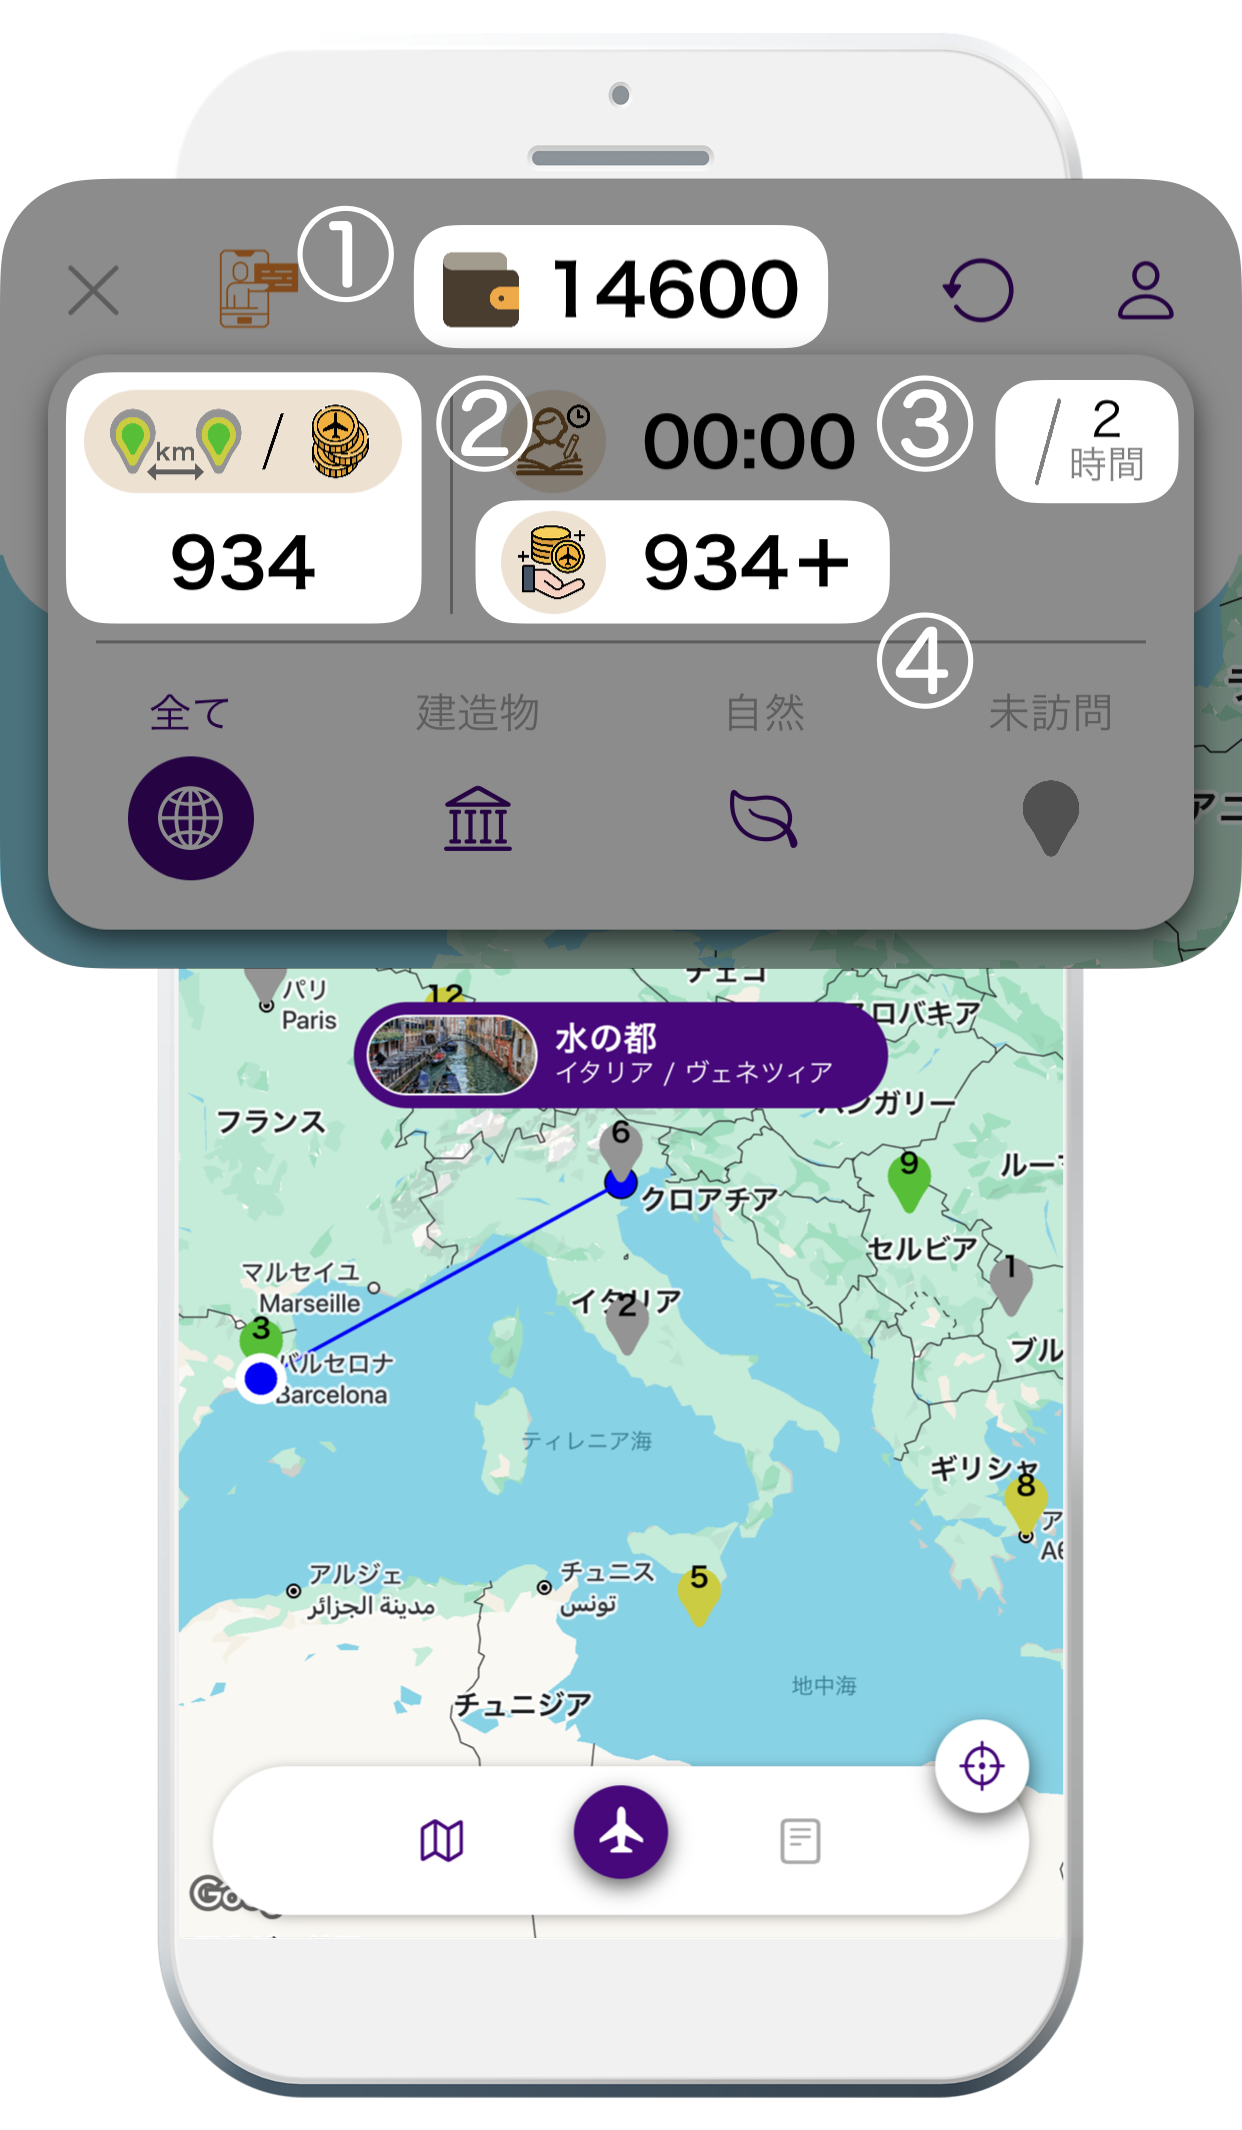 ①
14600
km
/
934
②
00:00
③
/ 2
時間
934+
④
全て
建造物
自然
未訪問
パリ
Paris
12
チェコ
ロバキア
水の都
イタリア / ヴェネツィア
フランス
ハンガリー
6
9
ルー
クロアチア
セルビア
マルセイユ
Marseille
1
イタリア
2
3
バルセロナ
Barcelona
ブル
ティレニア海
ギリシャ
8
ア
5
アルジェ
مدينة الجزائر
チュニス
تونس
地中海
チュニジア